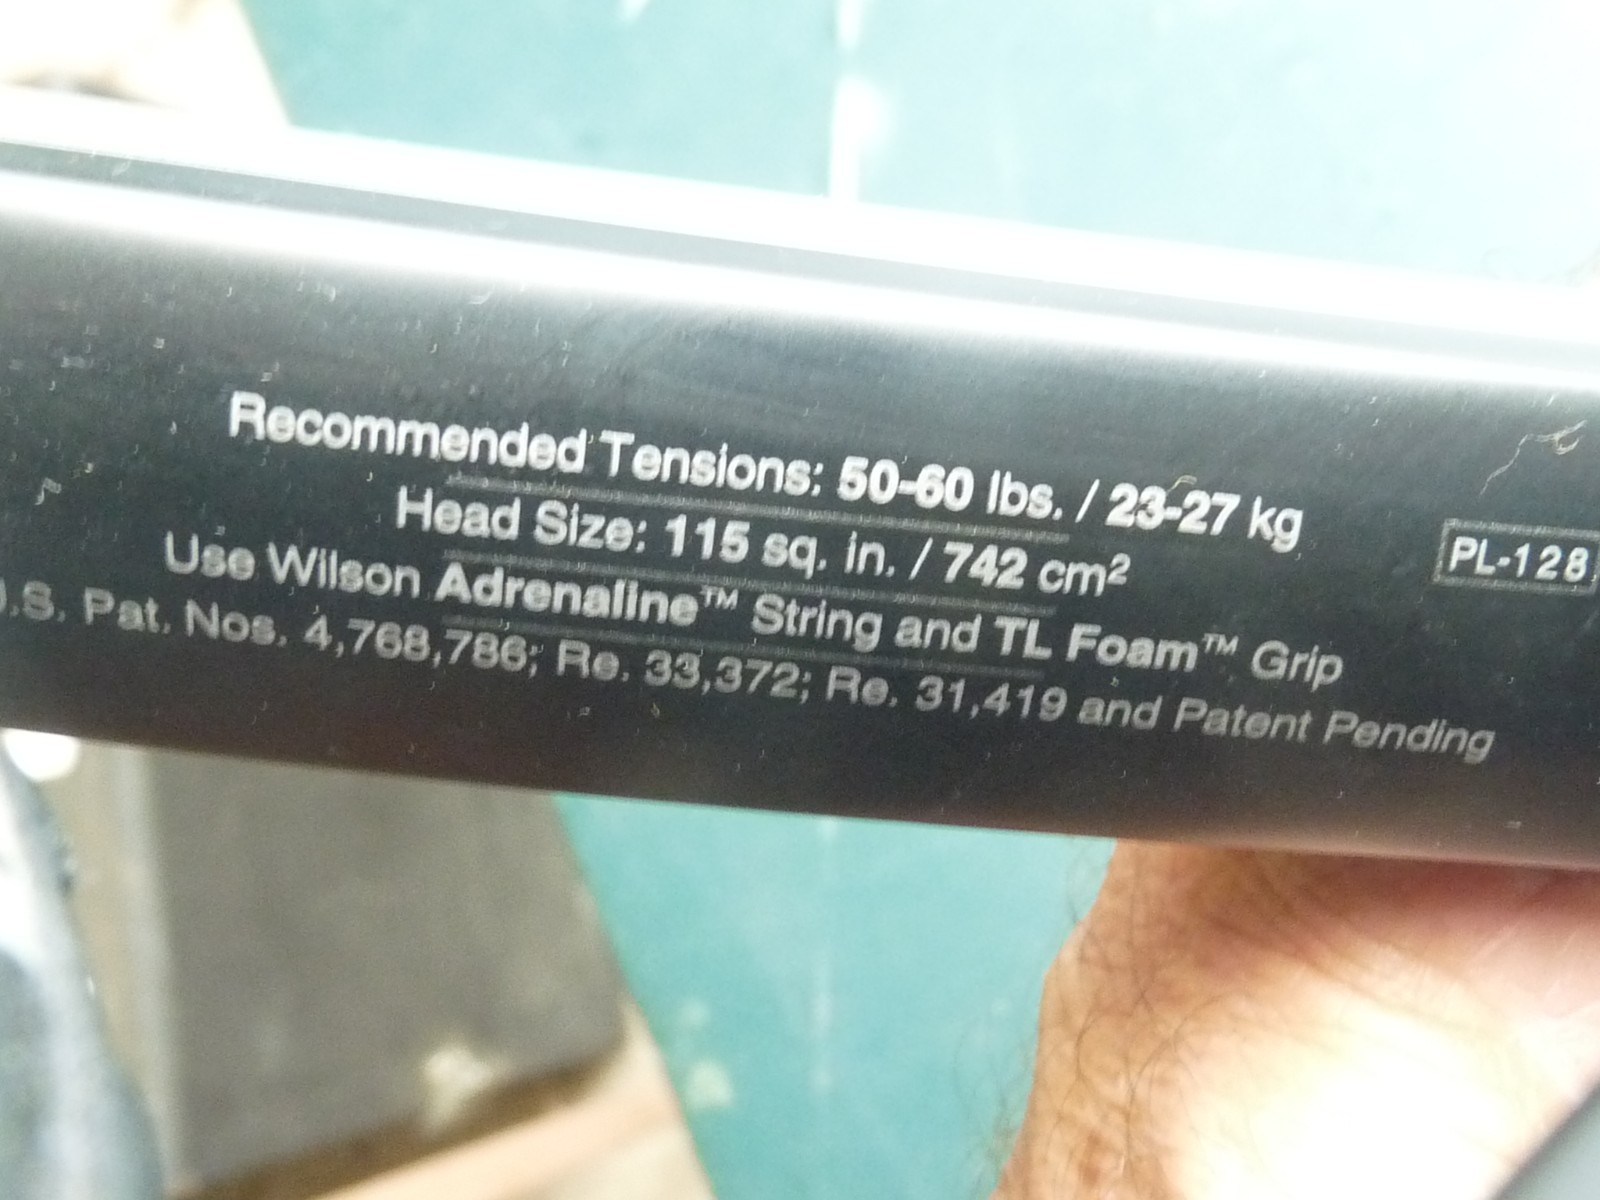 Recommended Tensions: 50-60 lbs. / 23-27 kg
Head Size: 115 sq. in. / 742 cm²
PL-128
Use Wilson Adrenaline™ String and TL Foam™ Grip
.S. Pat. Nos. 4,768,786; Re. 33,372; Re. 31,419 and Patent Pending